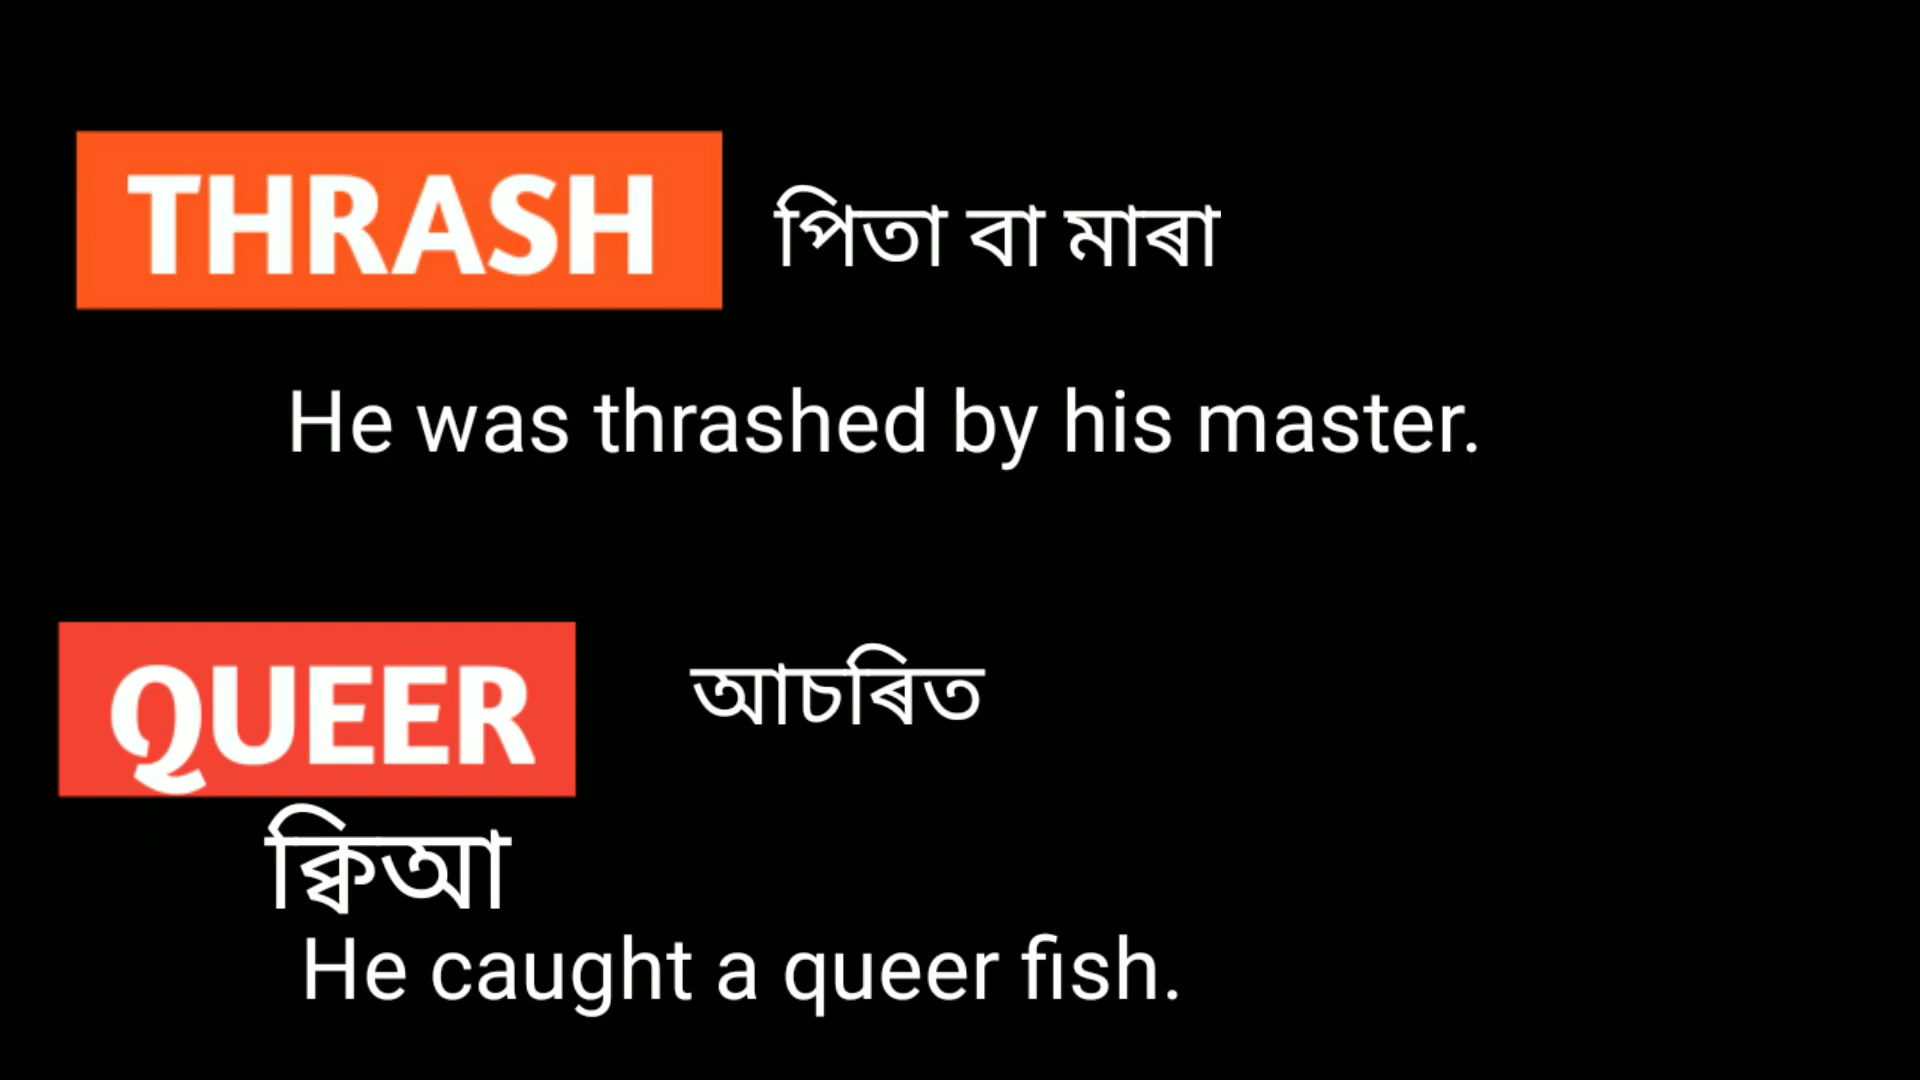 THRASH পিতা বা মাৰা
He was thrashed by his master.
QUEER আচৰিত
ক্বিআ
He caught a queer fish.